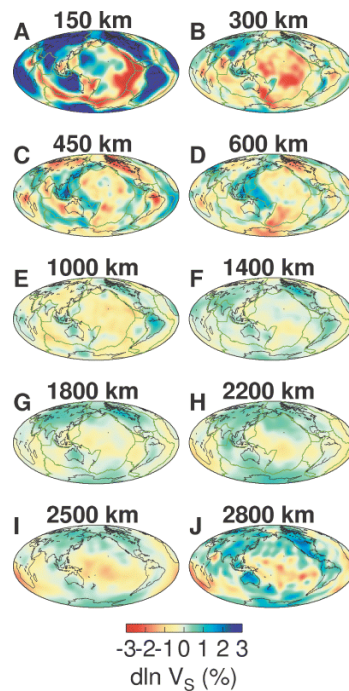 A 150 km
B 300 km
C 450 km
D 600 km
E 1000 km
F 1400 km
G 1800 km
H 2200 km
I 2500 km
J 2800 km
-3 -2 -1 1 2 3
dln V_S (%)